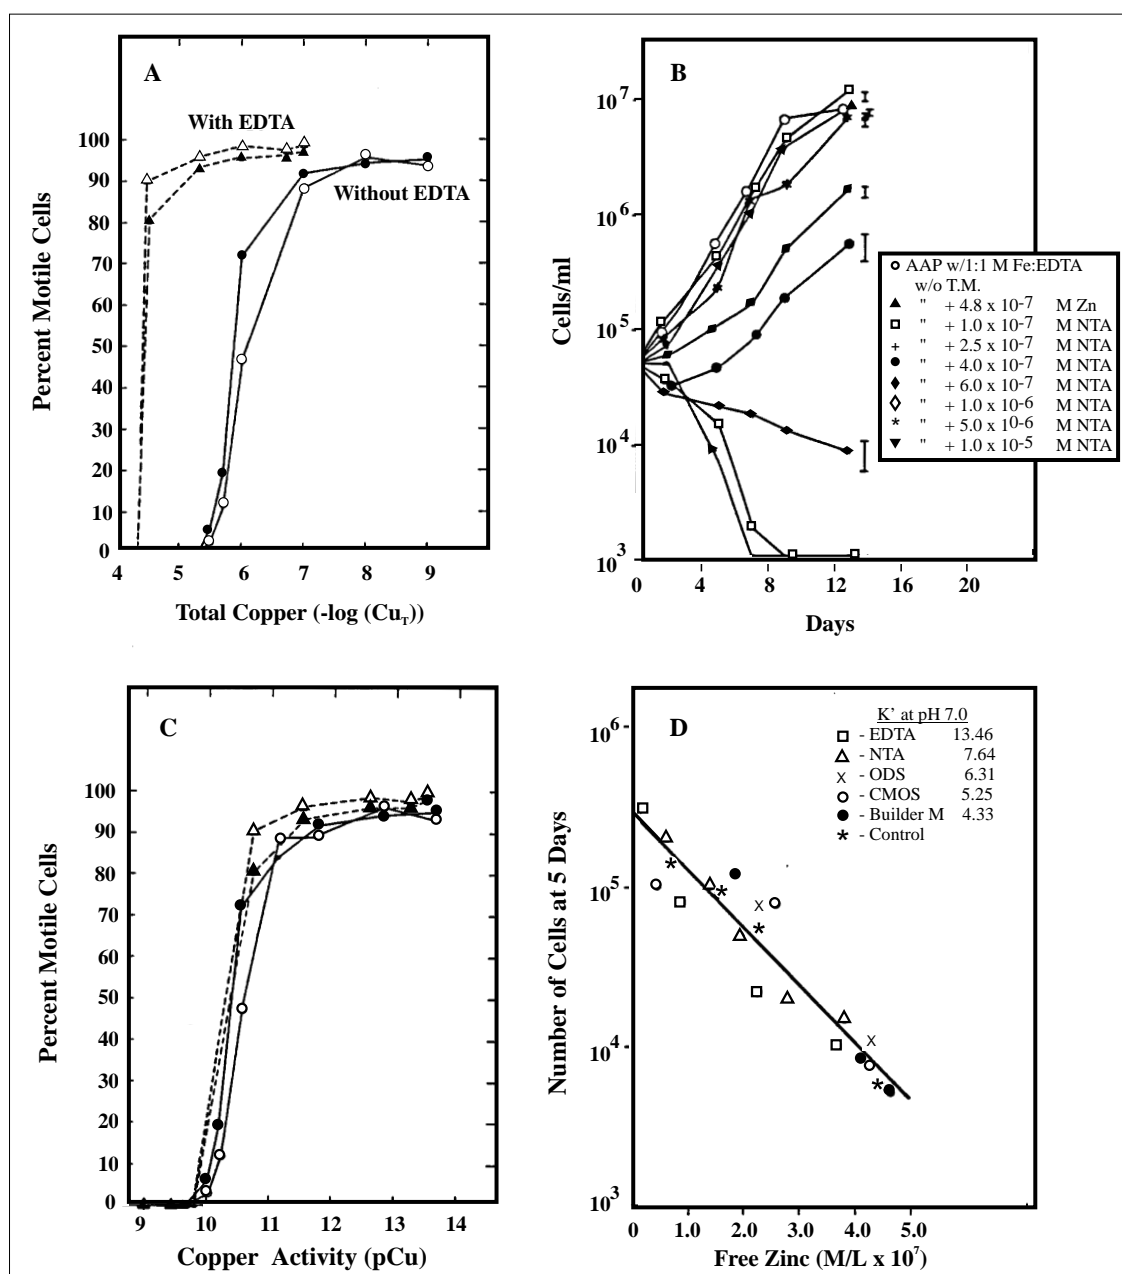 A
With EDTA
Without EDTA
Percent Motile Cells
100
90
80
70
60
50
40
30
20
10
0
4 5 6 7 8 9
Total Copper (-log (CuT))
B
Cells/ml
10^7
10^6
10^5
10^4
10^3
0 4 8 12 16 20
Days
AAP w/1:1 M Fe:EDTA
w/o T.M.
" + 4.8 x 10-7 M Zn
" + 1.0 x 10-7 M NTA
+ " + 2.5 x 10-7 M NTA
" + 4.0 x 10-7 M NTA
" + 6.0 x 10-7 M NTA
" + 1.0 x 10-6 M NTA
* " + 5.0 x 10-6 M NTA
" + 1.0 x 10-5 M NTA
C
Percent Motile Cells
100
90
80
70
60
50
40
30
20
10
0
9 10 11 12 13 14
Copper Activity (pCu)
D
K' at pH 7.0
- EDTA 13.46
- NTA 7.64
x - ODS 6.31
- CMOS 5.25
- Builder M 4.33
* - Control
Number of Cells at 5 Days
10^6
10^5
10^4
10^3
0 1.0 2.0 3.0 4.0 5.0
Free Zinc (M/L x 10^7)